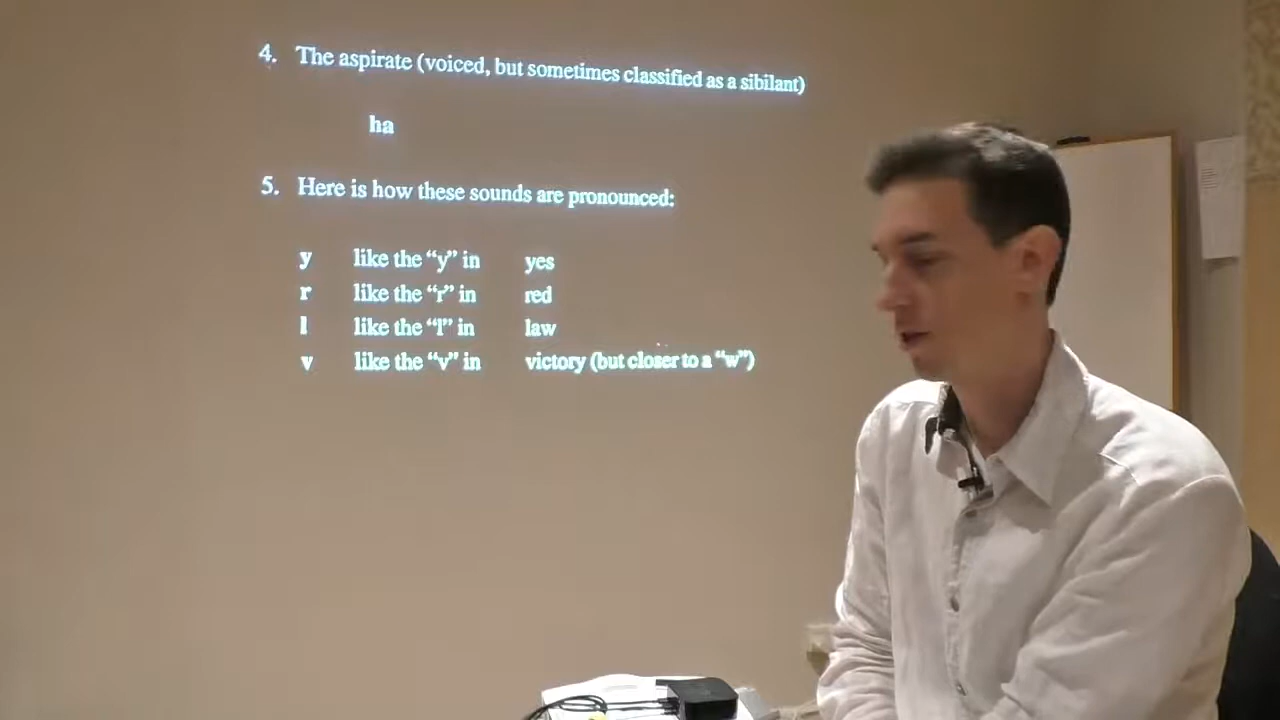 4. The aspirate (voiced, but sometimes classified as a sibilant)
ha
5. Here is how these sounds are pronounced:
y like the “y” in yes
r like the “r” in red
l like the “l” in law
v like the “v” in victory (but closer to a “w”)